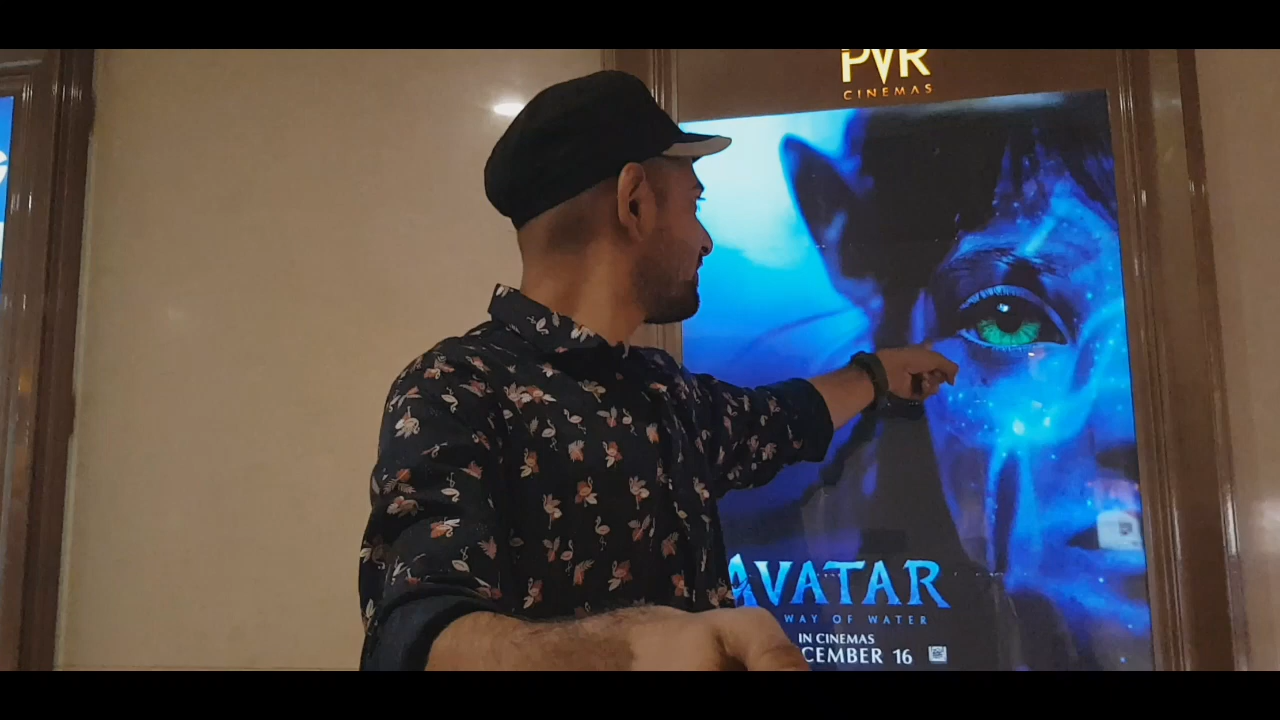 PVR
CINEMAS
AVATAR
WAY OF WATER
IN CINEMAS
CEMBER 16